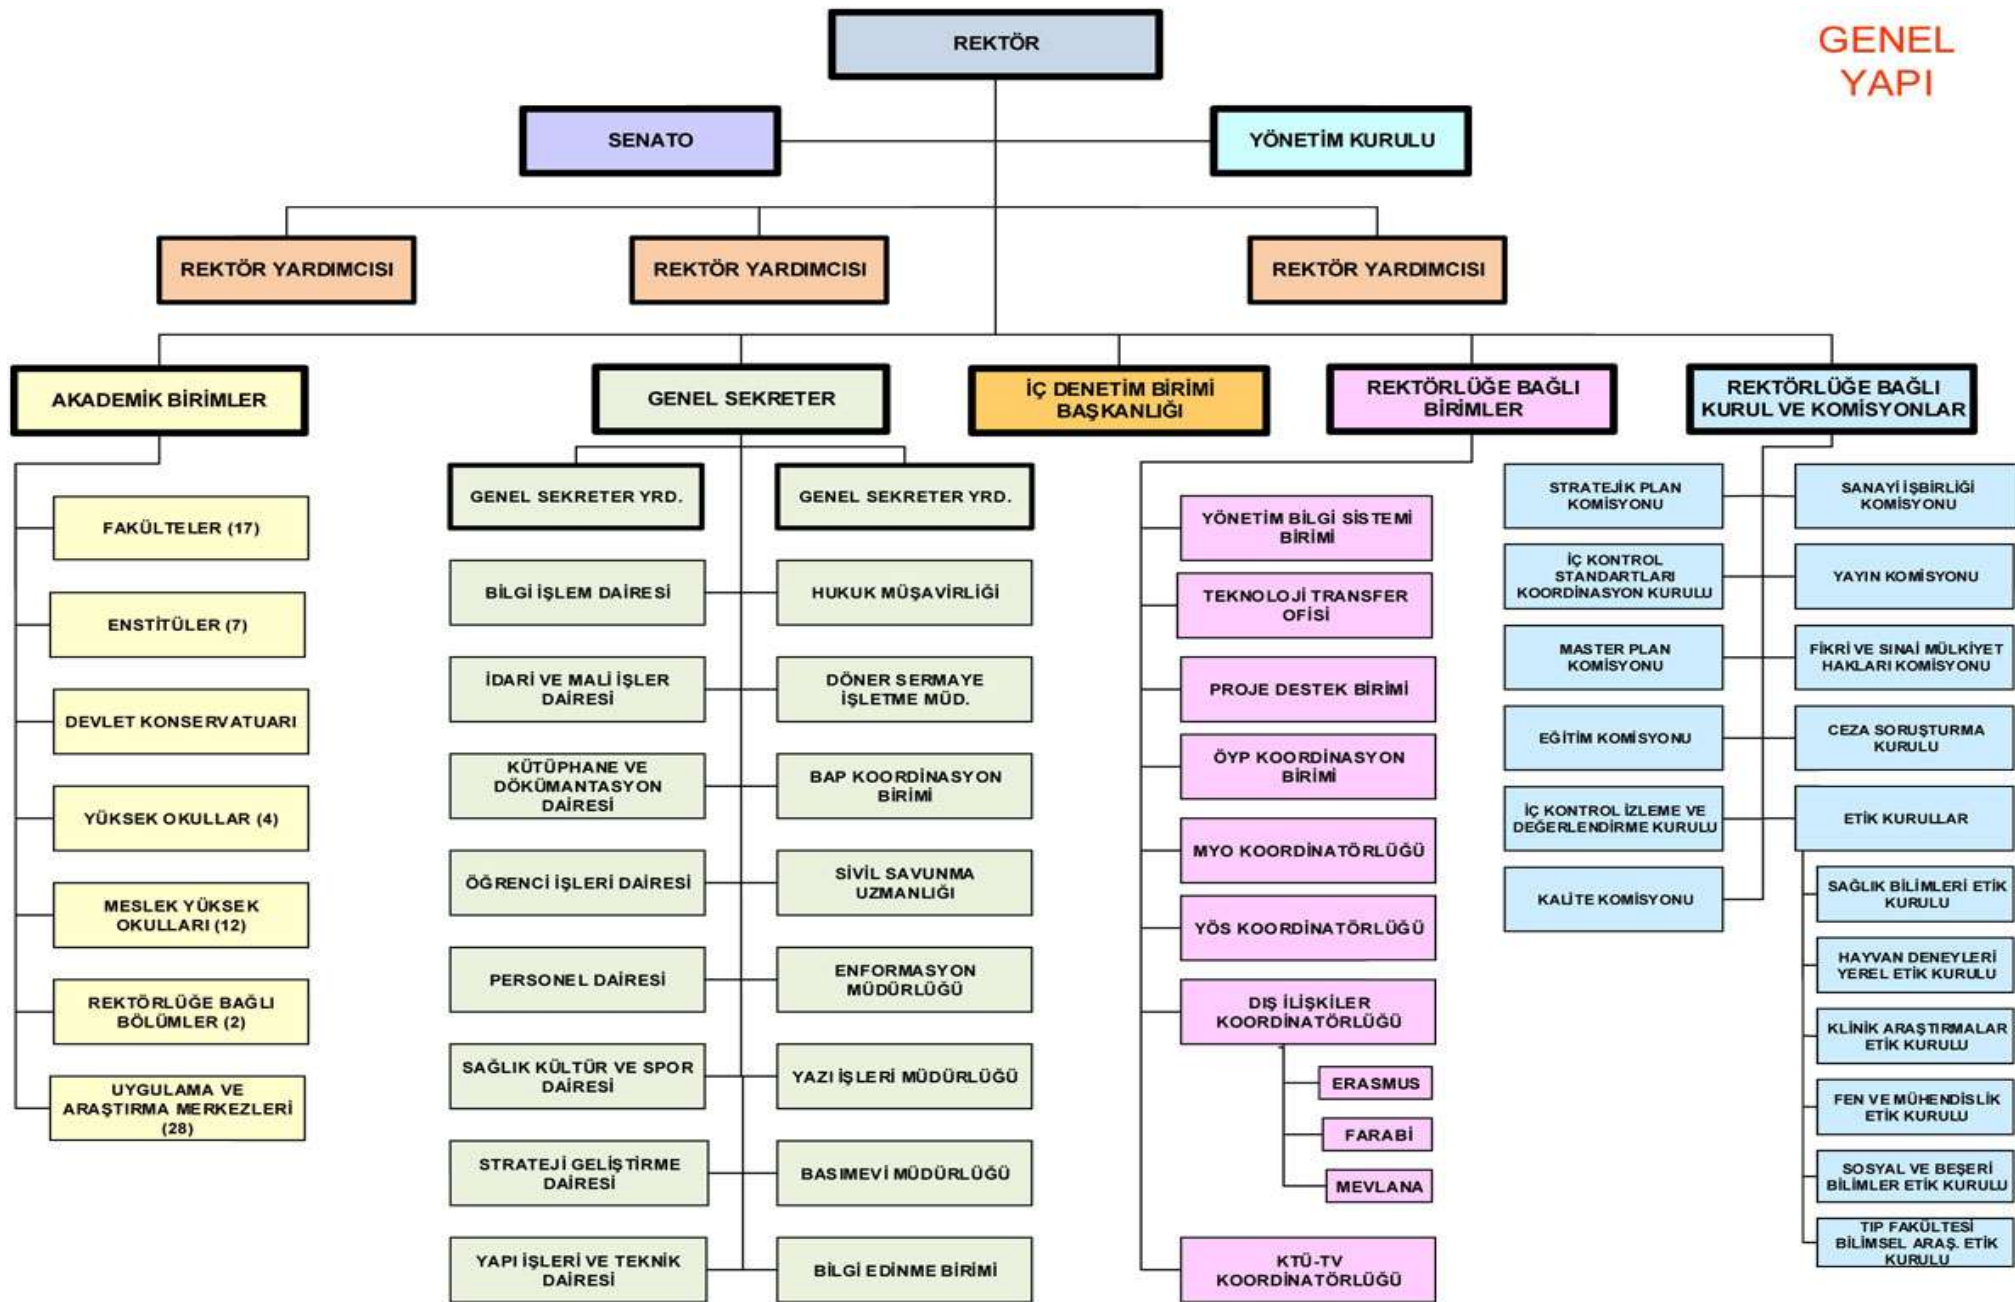 GENEL
YAPI
REKTÖR
SENATO
YÖNETİM KURULU
REKTÖR YARDIMCISI
REKTÖR YARDIMCISI
REKTÖR YARDIMCISI
AKADEMİK BİRİMLER
GENEL SEKRETER
İÇ DENETİM BİRİMİ
BAŞKANLIĞI
REKTÖRLÜĞE BAĞLI
BİRİMLER
REKTÖRLÜĞE BAĞLI
KURUL VE KOMİSYONLAR
FAKÜLTELER (17)
ENSTİTÜLER (7)
DEVLET KONSERVATUARI
YÜKSEK OKULLAR (4)
MESLEK YÜKSEK
OKULLARI (12)
REKTÖRLÜĞE BAĞLI
BÖLÜMLER (2)
UYGULAMA VE
ARAŞTIRMA MERKEZLERİ
(28)
GENEL SEKRETER YRD.
GENEL SEKRETER YRD.
BİLGİ İŞLEM DAİRESİ
HUKUK MÜŞAVİRLİĞİ
İDARİ VE MALİ İŞLER
DAİRESİ
DÖNER SERMAYE
İŞLETME MÜD.
KÜTÜPHANE VE
DÖKÜMANTASYON
DAİRESİ
BAP KOORDİNASYON
BİRİMİ
ÖĞRENCİ İŞLERİ DAİRESİ
SİVİL SAVUNMA
UZMANLIĞI
PERSONEL DAİRESİ
ENFORMASYON
MÜDÜRLÜĞÜ
SAĞLIK KÜLTÜR VE SPOR
DAİRESİ
YAZI İŞLERİ MÜDÜRLÜĞÜ
STRATEJİ GELİŞTİRME
DAİRESİ
BASIMEVİ MÜDÜRLÜĞÜ
YAPI İŞLERİ VE TEKNİK
DAİRESİ
BİLGİ EDİNME BİRİMİ
YÖNETİM BİLGİ SİSTEMİ
BİRİMİ
TEKNOLOJİ TRANSFER
OFİSİ
PROJE DESTEK BİRİMİ
ÖYP KOORDİNASYON
BİRİMİ
MYO KOORDİNATÖRLÜĞÜ
YÖS KOORDİNATÖRLÜĞÜ
DIŞ İLİŞKİLER
KOORDİNATÖRLÜĞÜ
ERASMUS
FARABİ
MEVLANA
KTÜ-TV
KOORDİNATÖRLÜĞÜ
STRATEJİK PLAN
KOMİSYONU
SANAYİ İŞBİRLİĞİ
KOMİSYONU
İÇ KONTROL
STANDARTLARI
KOORDİNASYON KURULU
YAYIN KOMİSYONU
MASTER PLAN
KOMİSYONU
FİKRİ VE SINAİ MÜLKİYET
HAKLARI KOMİSYONU
EĞİTİM KOMİSYONU
CEZA SORUŞTURMA
KURULU
İÇ KONTROL İZLEME VE
DEĞERLENDİRME KURULU
ETİK KURULLAR
KALİTE KOMİSYONU
SAĞLIK BİLİMLERİ ETİK
KURULU
HAYVAN DENEYLERİ
YEREL ETİK KURULU
KLİNİK ARAŞTIRMALAR
ETİK KURULU
FEN VE MÜHENDİSLİK
ETİK KURULU
SOSYAL VE BEŞERİ
BİLİMLER ETİK KURULU
TIP FAKÜLTESİ
BİLİMSEL ARAŞ. ETİK
KURULU